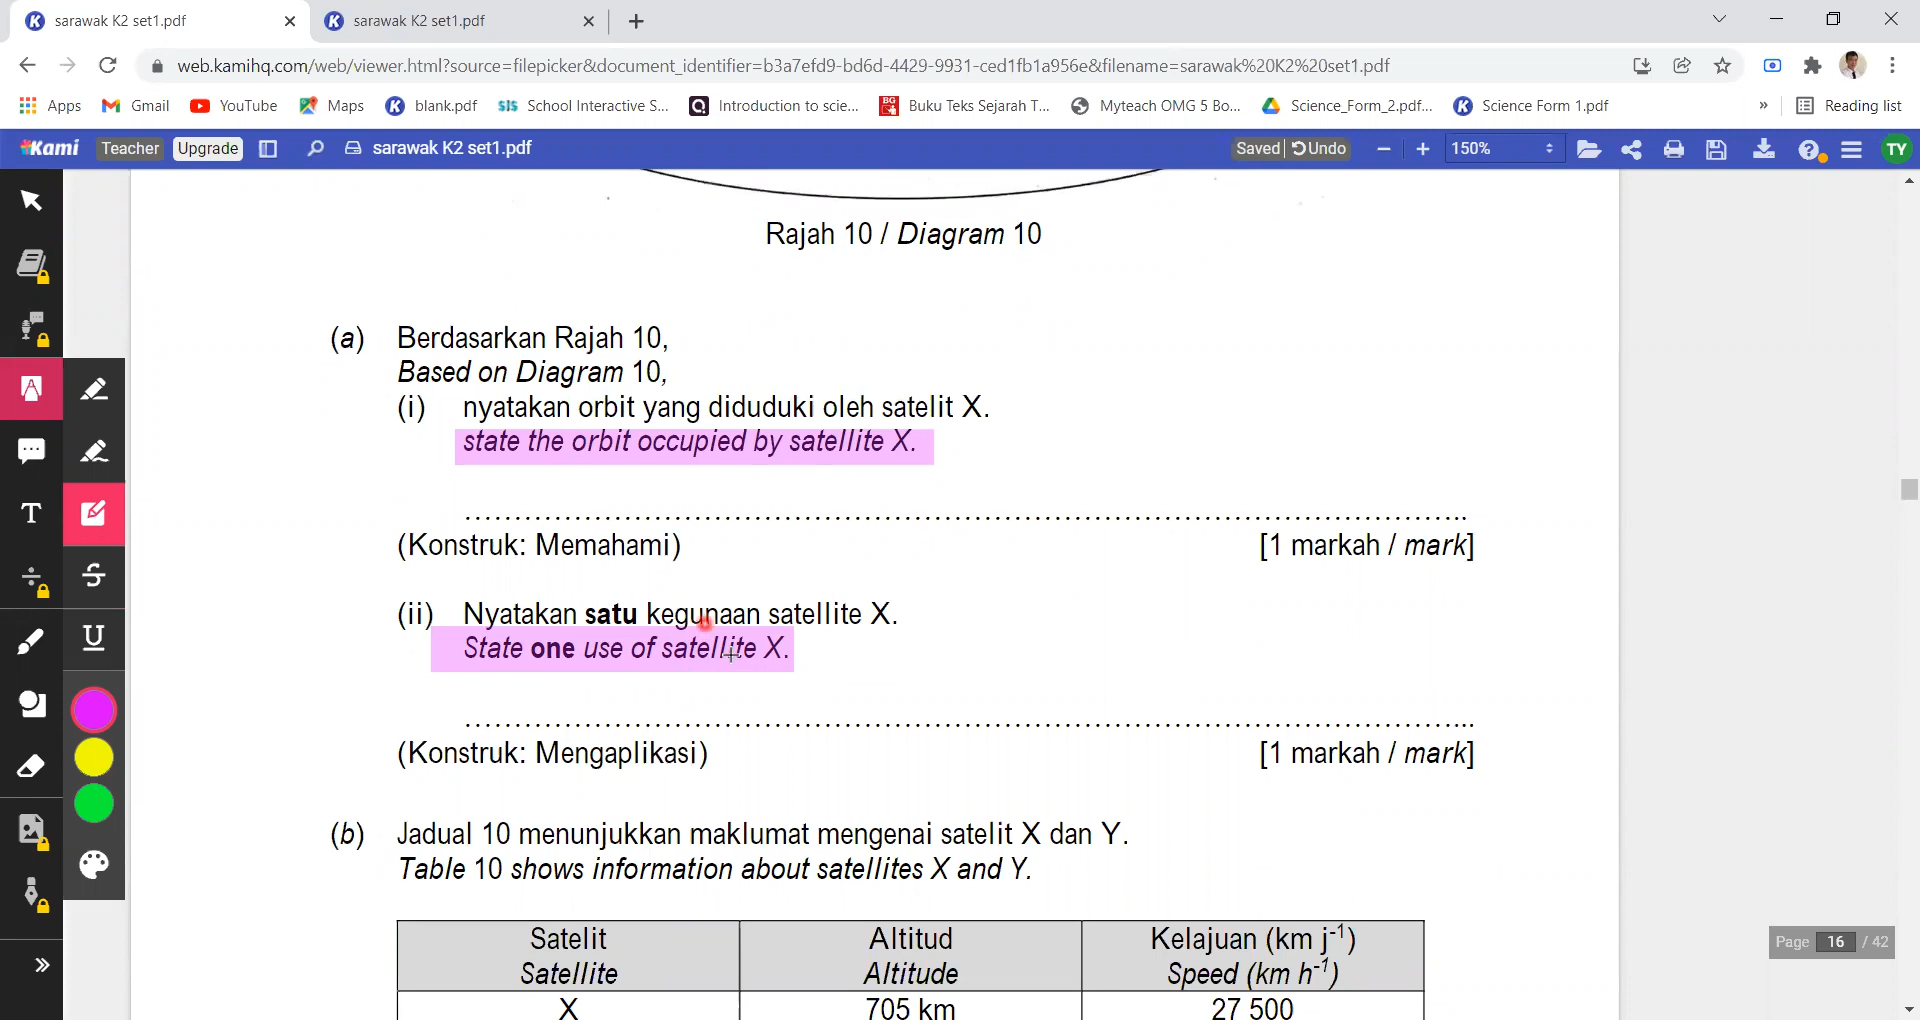 sarawak K2 set1.pdf
sarawak K2 set1.pdf
web.kamihq.com/web/viewer.html?source=filepicker&document_identifier=b3a7efd9-bd6d-4429-9931-ced1fb1a956e&filename=sarawak%20K2%20set1.pdf
Apps Gmail YouTube Maps blank.pdf School Interactive S... Introduction to scie... Buku Teks Sejarah T... Myteach OMG 5 Bo... Science_Form_2.pdf... Science Form 1.pdf » Reading list
Kami Teacher Upgrade sarawak K2 set1.pdf Saved Undo 150% TY
Rajah 10 / Diagram 10
(a) Berdasarkan Rajah 10,
Based on Diagram 10,
(i) nyatakan orbit yang diduduki oleh satelit X.
state the orbit occupied by satellite X.
(Konstruk: Memahami) [1 markah / mark]
(ii) Nyatakan satu kegunaan satellite X.
State one use of satellite X.
(Konstruk: Mengaplikasi) [1 markah / mark]
(b) Jadual 10 menunjukkan maklumat mengenai satelit X dan Y.
Table 10 shows information about satellites X and Y.
Satelit Altitud Kelajuan (km j⁻¹)
Satellite Altitude Speed (km h⁻¹)
X 705 km 27 500
Page 16 / 42